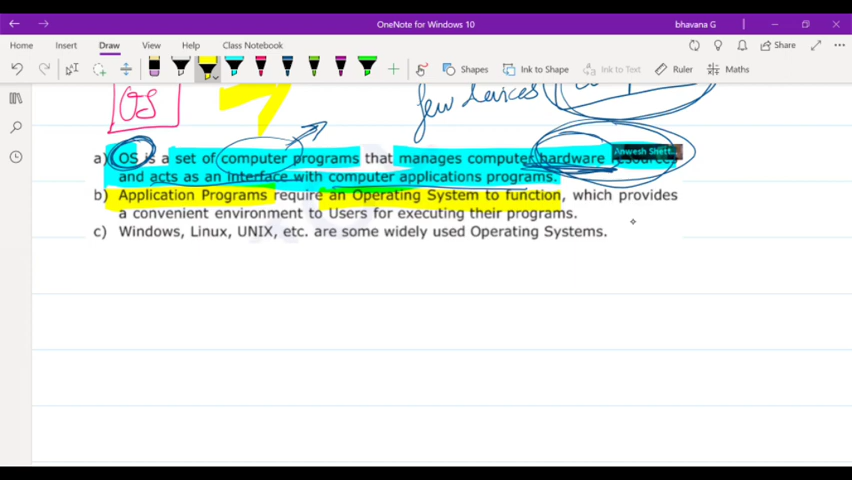 OneNote for Windows 10
bhavana G
Home Insert Draw View Help Class Notebook
Share
Shapes Ink to Shape Ink to Text Ruler Maths
OS
few devices
a) OS is a set of computer programs that manages computer hardware resources
Anwesh Shett...
and acts as an interface with computer applications programs.
b) Application Programs require an Operating System to function, which provides
a convenient environment to Users for executing their programs.
c) Windows, Linux, UNIX, etc. are some widely used Operating Systems.